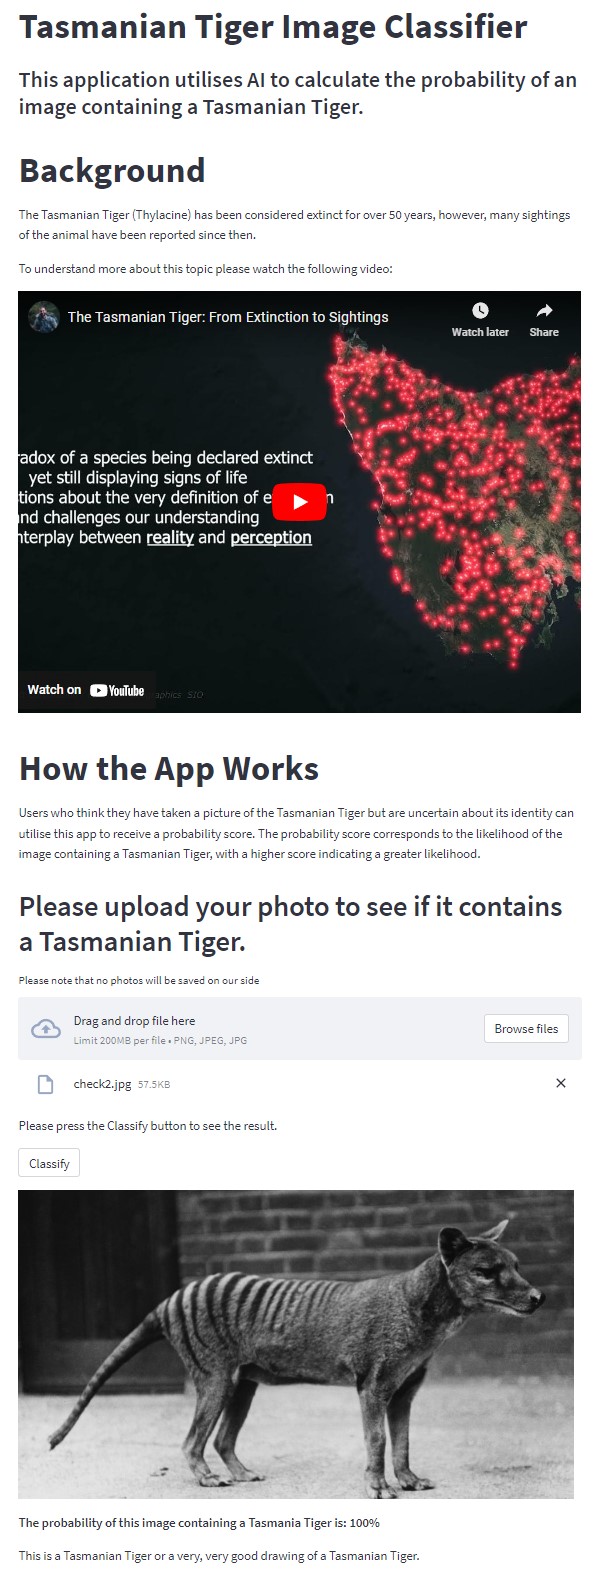 Tasmanian Tiger Image Classifier
This application utilises AI to calculate the probability of an
image containing a Tasmanian Tiger.
Background
The Tasmanian Tiger (Thylacine) has been considered extinct for over 50 years, however, many sightings
of the animal have been reported since then.
To understand more about this topic please watch the following video:
The Tasmanian Tiger: From Extinction to Sightings
Watch later
Share
adox of a species being declared extinct
yet still displaying signs of life
tions about the very definition of e n
nd challenges our understanding
nterplay between reality and perception
Watch on YouTube
aphics SIO
How the App Works
Users who think they have taken a picture of the Tasmanian Tiger but are uncertain about its identity can
utilise this app to receive a probability score. The probability score corresponds to the likelihood of the
image containing a Tasmanian Tiger, with a higher score indicating a greater likelihood.
Please upload your photo to see if it contains
a Tasmanian Tiger.
Please note that no photos will be saved on our side
Drag and drop file here
Limit 200MB per file • PNG, JPEG, JPG
Browse files
check2.jpg 57.5KB
Please press the Classify button to see the result.
Classify
The probability of this image containing a Tasmania Tiger is: 100%
This is a Tasmanian Tiger or a very, very good drawing of a Tasmanian Tiger.